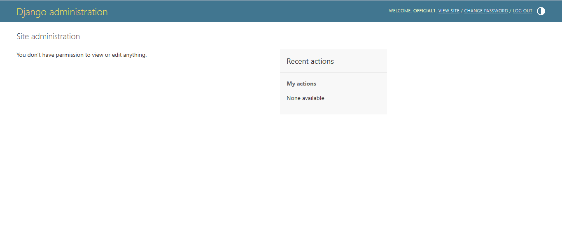 Django administration
WELCOME, OFFICIAL1. VIEW SITE / CHANGE PASSWORD / LOG OUT
Site administration
You don't have permission to view or edit anything.
Recent actions
My actions
None available